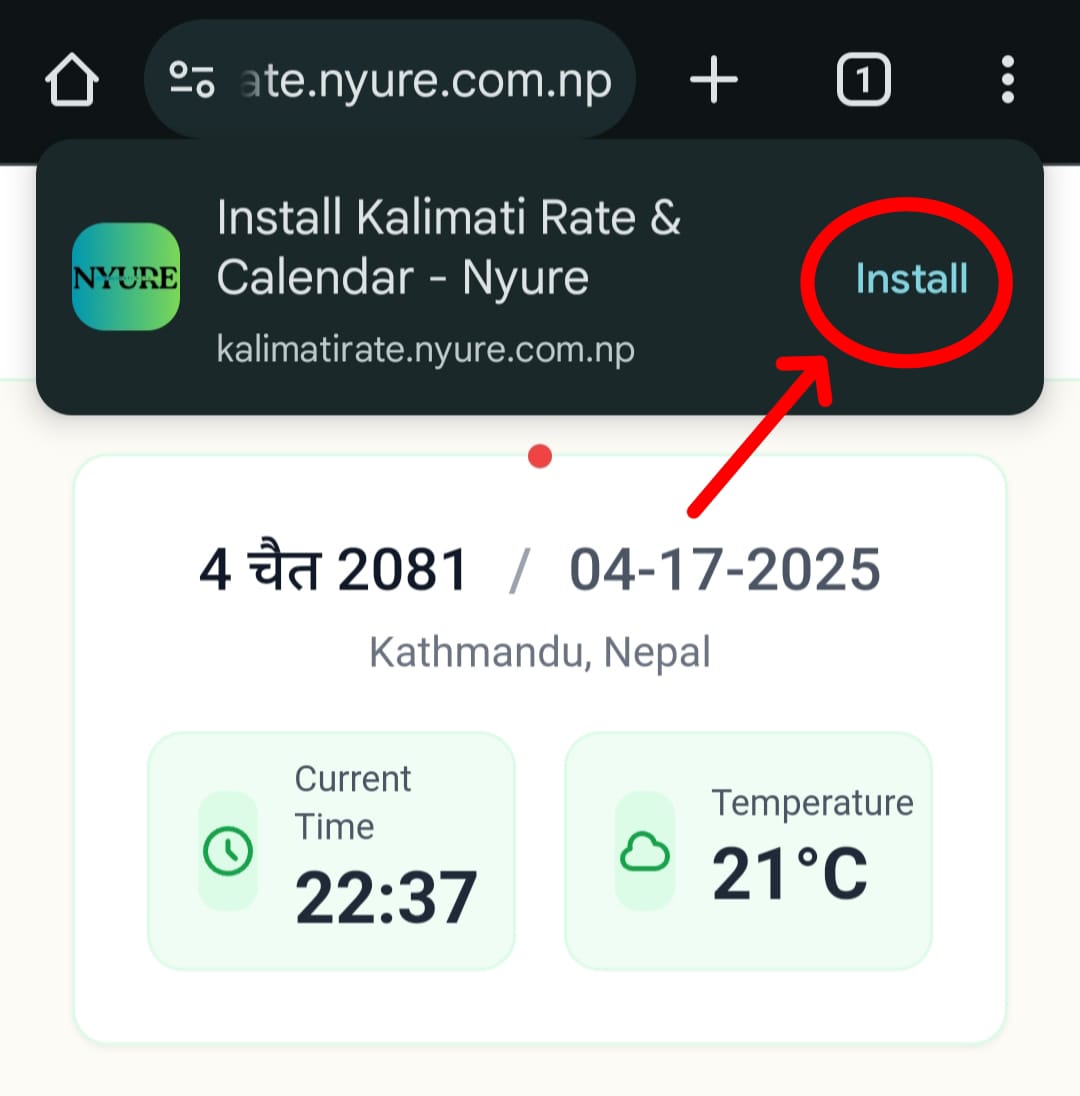 ate.nyure.com.np
1
Install Kalimati Rate &
Calendar - Nyure
kalimatirate.nyure.com.np
NYURE
Install
4 चैत 2081 / 04-17-2025
Kathmandu, Nepal
Current
Time
22:37
Temperature
21°C